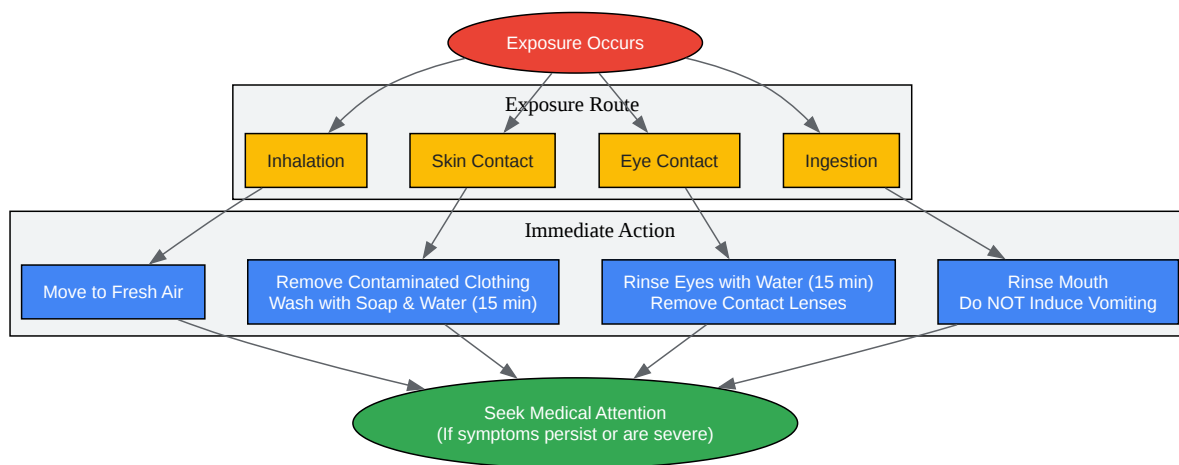 Exposure Occurs
Exposure Route
Inhalation
Skin Contact
Eye Contact
Ingestion
Immediate Action
Move to Fresh Air
Remove Contaminated Clothing
Wash with Soap & Water (15 min)
Rinse Eyes with Water (15 min)
Remove Contact Lenses
Rinse Mouth
Do NOT Induce Vomiting
Seek Medical Attention
(If symptoms persist or are severe)